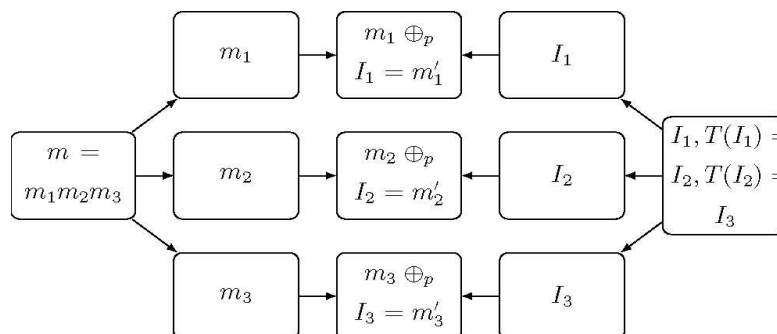 m₁
m₁ ⊕ₚ
I₁ = m′₁
I₁
m =
m₁m₂m₃
m₂
m₂ ⊕ₚ
I₂ = m′₂
I₂
I₁, T(I₁) =
I₂, T(I₂) =
I₃
m₃
m₃ ⊕ₚ
I₃ = m′₃
I₃